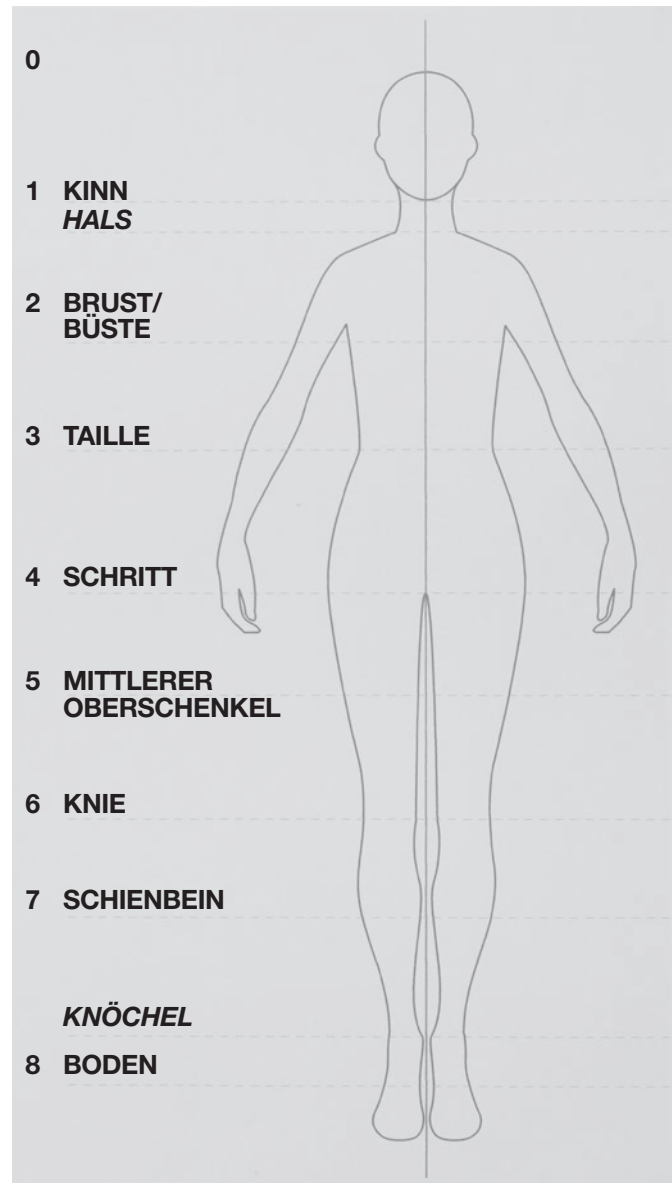 0
1 KINN
HALS
2 BRUST/
BÜSTE
3 TAILLE
4 SCHRITT
5 MITTLERER
OBERSCHENKEL
6 KNIE
7 SCHIENBEIN
KNÖCHEL
8 BODEN